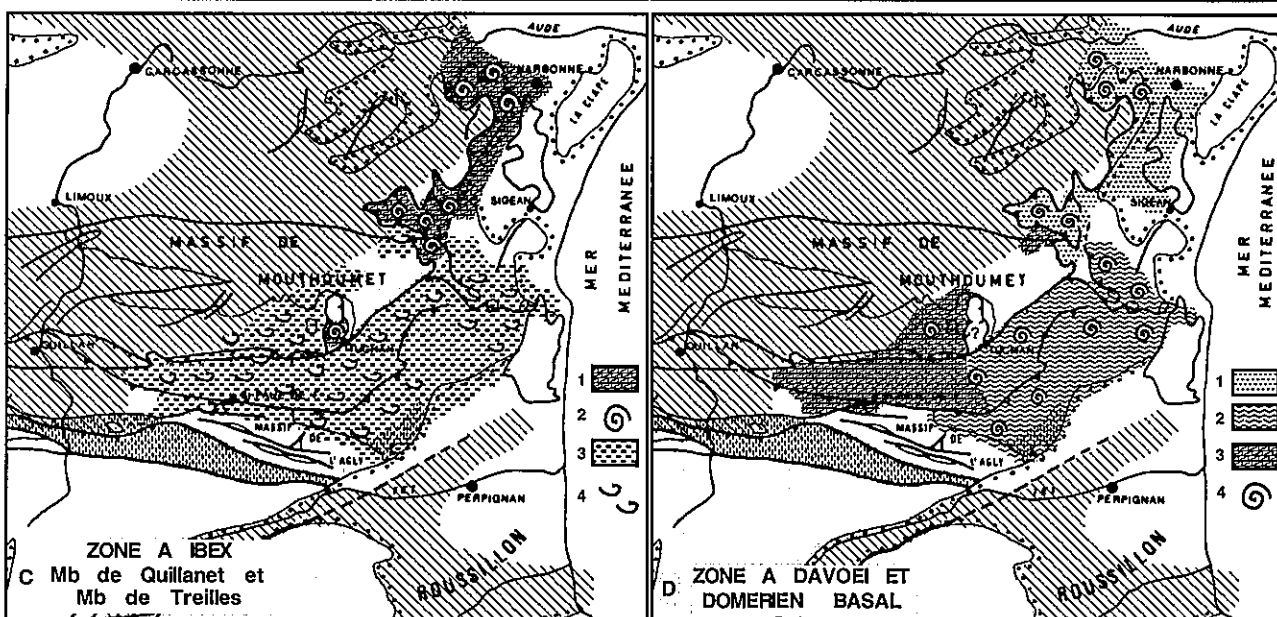 AUDE
CARCASSONNE
NARBONNE
LA CLAPE
LIMOUX
SIGEAN
MASSIF DE
MOUTHOUMET
MER
MEDITERRANEE
QUILLAN
TUCHAN
MASSIF
DE
L'AGLY
PERPIGNAN
ROUSSILLON
1
2
3
4
ZONE A IBEX
C Mb de Quillanet et
Mb de Treilles
AUDE
CARCASSONNE
NARBONNE
LA CLAPE
LIMOUX
SIGEAN
MASSIF DE
MOUTHOUMET
MER
MEDITERRANEE
QUILLAN
?
TUCHAN
MASSIF
DE
L'AGLY
PERPIGNAN
ROUSSILLON
1
2
3
4
D ZONE A DAVOEI ET
DOMERIEN BASAL